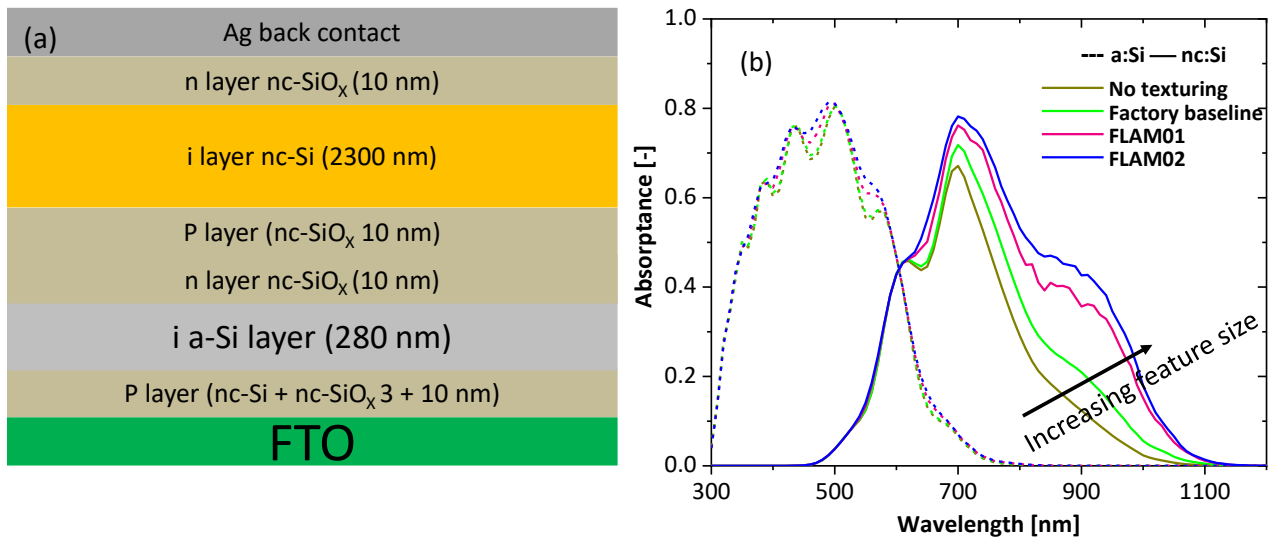 (a)
Ag back contact
n layer nc-SiOX (10 nm)
i layer nc-Si (2300 nm)
P layer (nc-SiOX 10 nm)
n layer nc-SiOX (10 nm)
i a-Si layer (280 nm)
P layer (nc-Si + nc-SiOX 3 + 10 nm)
FTO
(b)
a:Si
nc:Si
No texturing
Factory baseline
FLAM01
FLAM02
Increasing feature size
Absorptance [-]
1.0
0.8
0.6
0.4
0.2
0.0
300
500
700
900
1100
Wavelength [nm]